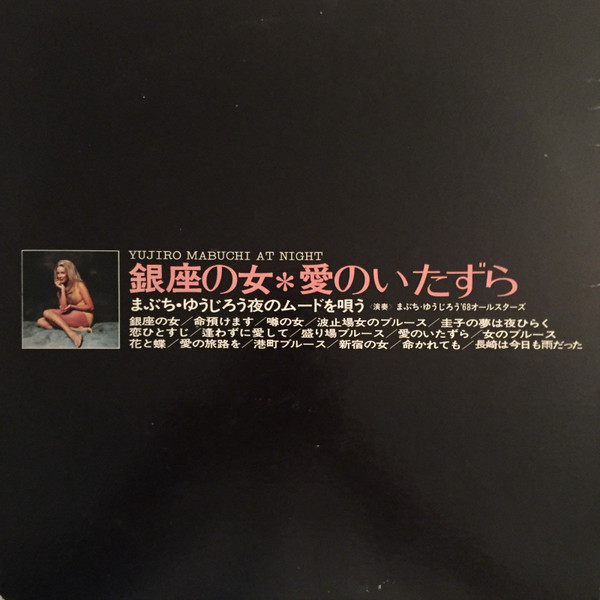 YUJIRO MABUCHI AT NIGHT
銀座の女*愛のいたずら
まぶち・ゆうじろう夜のムードを唄う 〈演奏〉 まぶち・ゆうじろう'68オールスターズ
銀座の女/命預けます/噂の女/波止場女のブルース/圭子の夢は夜ひらく
恋ひとすじ/逢わずに愛して/盛り場ブルース/愛のいたずら/女のブルース
花と蝶/愛の旅路を/港町ブルース/新宿の女/命かれても/長崎は今日も雨だった